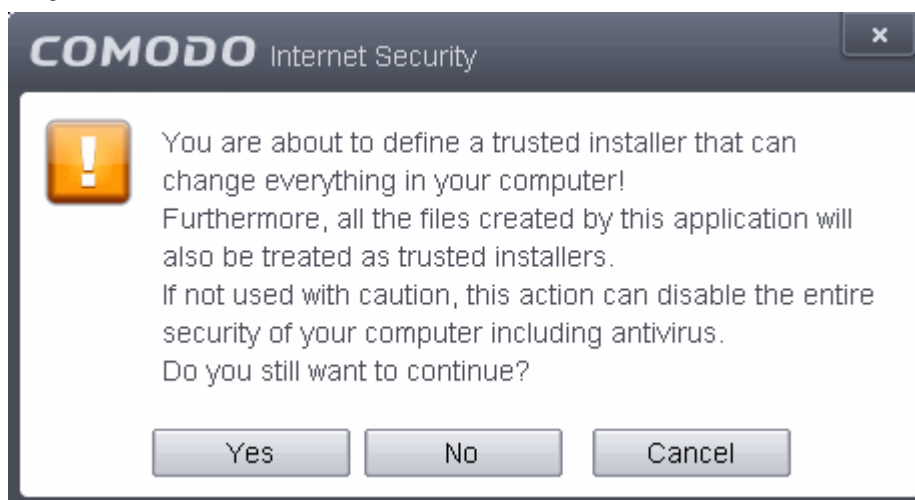 COMODO Internet Security
You are about to define a trusted installer that can
change everything in your computer!
Furthermore, all the files created by this application will
also be treated as trusted installers.
If not used with caution, this action can disable the entire
security of your computer including antivirus.
Do you still want to continue?
Yes No Cancel